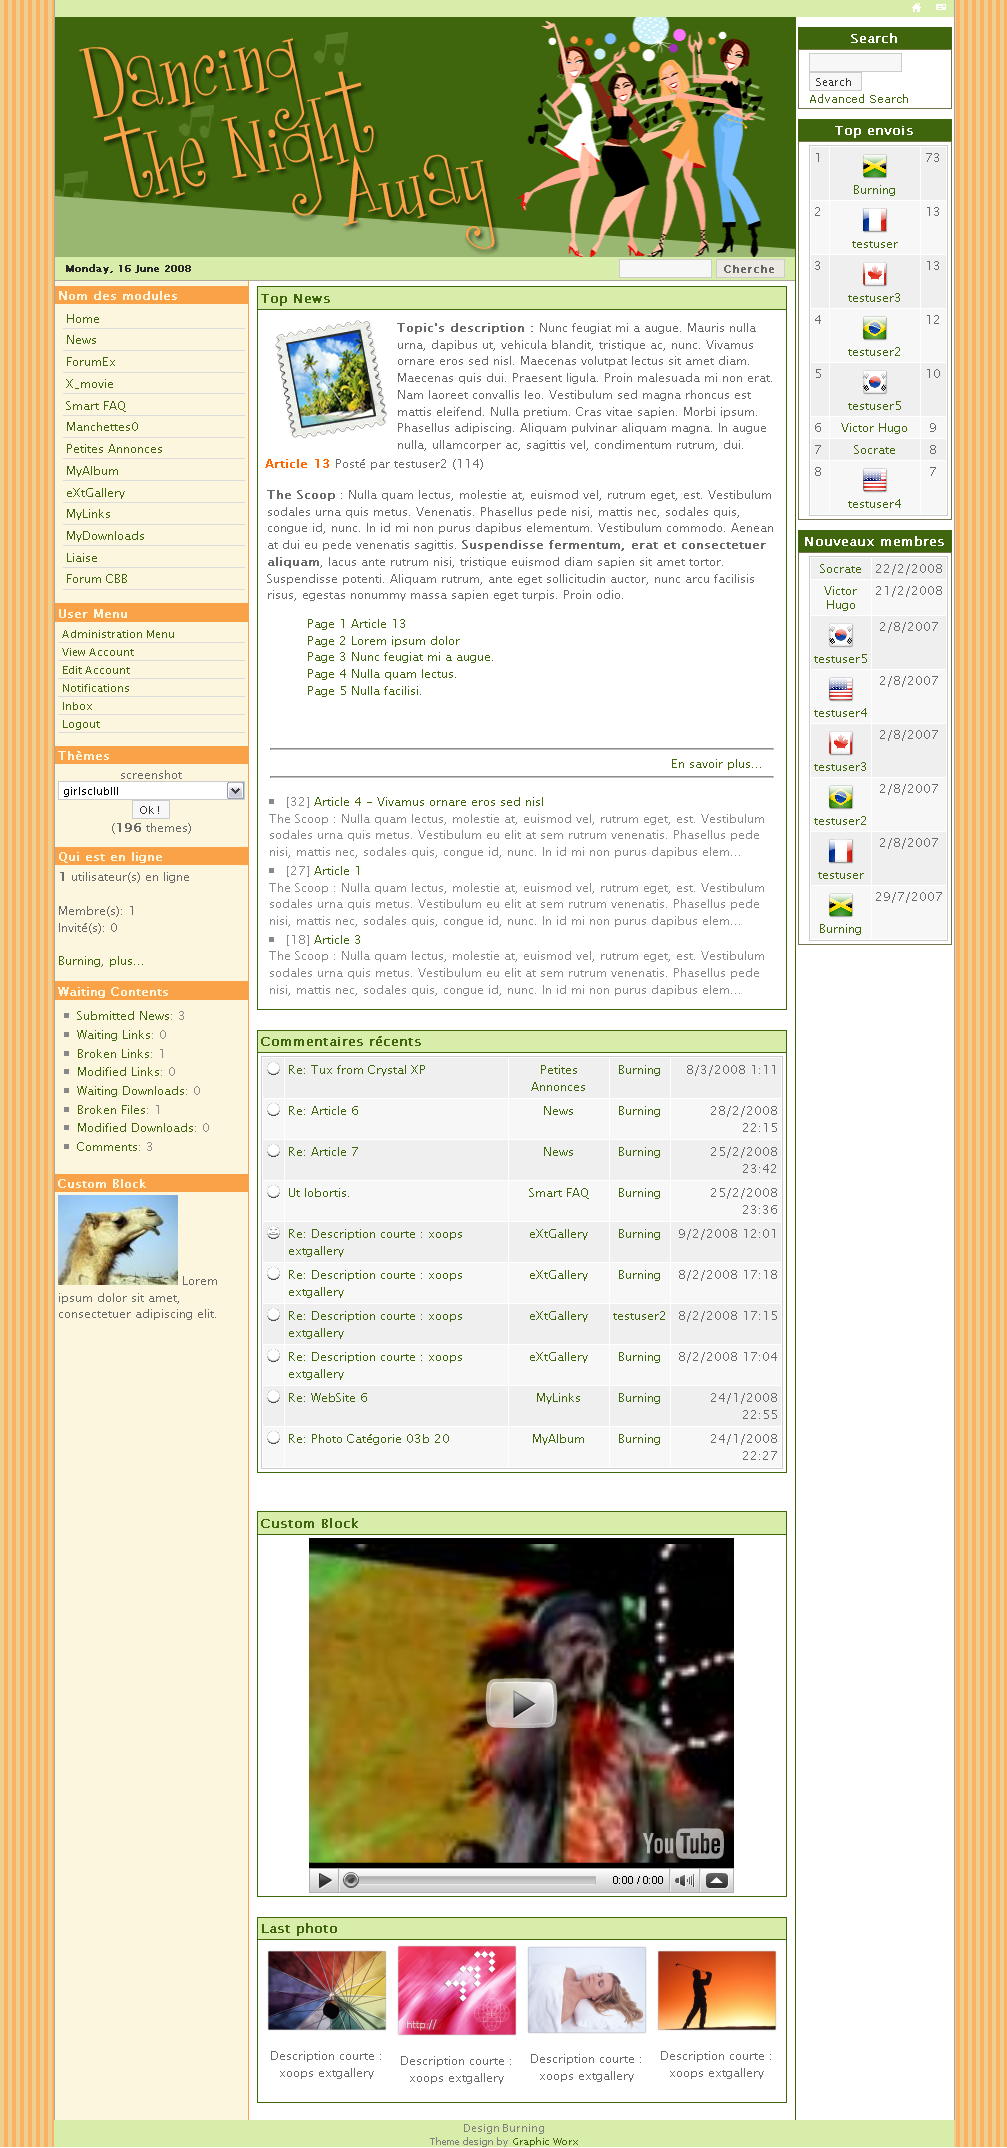 Dancing
the Night
Away
Monday, 16 June 2008
Cherche
Nom des modules
Home
News
ForumEx
X_movie
Smart FAQ
Manchettes0
Petites Annonces
MyAlbum
eXtGallery
MyLinks
MyDownloads
Liaise
Forum CBB
User Menu
Administration Menu
View Account
Edit Account
Notifications
Inbox
Logout
Thèmes
screenshot
girlsclubIII
Ok !
(196 themes)
Qui est en ligne
1 utilisateur(s) en ligne
Membre(s): 1
Invité(s): 0
Burning, plus...
Waiting Contents
Submitted News: 3
Waiting Links: 0
Broken Links: 1
Modified Links: 0
Waiting Downloads: 0
Broken Files: 1
Modified Downloads: 0
Comments: 3
Custom Block
Lorem
ipsum dolor sit amet,
consectetuer adipiscing elit.
Top News
Topic's description : Nunc feugiat mi a augue. Mauris nulla
urna, dapibus ut, vehicula blandit, tristique ac, nunc. Vivamus
ornare eros sed nisl. Maecenas volutpat lectus sit amet diam.
Maecenas quis dui. Praesent ligula. Proin malesuada mi non erat.
Nam laoreet convallis leo. Vestibulum sed magna rhoncus est
mattis eleifend. Nulla pretium. Cras vitae sapien. Morbi ipsum.
Phasellus adipiscing. Aliquam pulvinar aliquam magna. In augue
nulla, ullamcorper ac, sagittis vel, condimentum rutrum, dui.
Article 13 Posté par testuser2 (114)
The Scoop : Nulla quam lectus, molestie at, euismod vel, rutrum eget, est. Vestibulum
sodales urna quis metus. Venenatis. Phasellus pede nisi, mattis nec, sodales quis,
congue id, nunc. In id mi non purus dapibus elementum. Vestibulum commodo. Aenean
at dui eu pede venenatis sagittis. Suspendisse fermentum, erat et consectetuer
aliquam, lacus ante rutrum nisi, tristique euismod diam sapien sit amet tortor.
Suspendisse potenti. Aliquam rutrum, ante eget sollicitudin auctor, nunc arcu facilisis
risus, egestas nonummy massa sapien eget turpis. Proin odio.
Page 1 Article 13
Page 2 Lorem ipsum dolor
Page 3 Nunc feugiat mi a augue.
Page 4 Nulla quam lectus.
Page 5 Nulla facilisi.
En savoir plus...
[32] Article 4 - Vivamus ornare eros sed nisl
The Scoop : Nulla quam lectus, molestie at, euismod vel, rutrum eget, est. Vestibulum
sodales urna quis metus. Vestibulum eu elit at sem rutrum venenatis. Phasellus pede
nisi, mattis nec, sodales quis, congue id, nunc. In id mi non purus dapibus elem...
[27] Article 1
The Scoop : Nulla quam lectus, molestie at, euismod vel, rutrum eget, est. Vestibulum
sodales urna quis metus. Vestibulum eu elit at sem rutrum venenatis. Phasellus pede
nisi, mattis nec, sodales quis, congue id, nunc. In id mi non purus dapibus elem...
[18] Article 3
The Scoop : Nulla quam lectus, molestie at, euismod vel, rutrum eget, est. Vestibulum
sodales urna quis metus. Vestibulum eu elit at sem rutrum venenatis. Phasellus pede
nisi, mattis nec, sodales quis, congue id, nunc. In id mi non purus dapibus elem...
Commentaires récents
Re: Tux from Crystal XP Petites Annonces Burning 8/3/2008 1:11
Re: Article 6 News Burning 28/2/2008 22:15
Re: Article 7 News Burning 25/2/2008 23:42
Ut lobortis. Smart FAQ Burning 25/2/2008 23:36
Re: Description courte : xoops extgallery eXtGallery Burning 9/2/2008 12:01
Re: Description courte : xoops extgallery eXtGallery Burning 8/2/2008 17:18
Re: Description courte : xoops extgallery eXtGallery testuser2 8/2/2008 17:15
Re: Description courte : xoops extgallery eXtGallery Burning 8/2/2008 17:04
Re: WebSite 6 MyLinks Burning 24/1/2008 22:55
Re: Photo Catégorie 03b 20 MyAlbum Burning 24/1/2008 22:27
Custom Block
YouTube
0:00 / 0:00
Last photo
http://
Description courte : xoops extgallery
Description courte : xoops extgallery
Description courte : xoops extgallery
Description courte : xoops extgallery
Search
Search
Advanced Search
Top envois
1 Burning 73
2 testuser 13
3 testuser3 13
4 testuser2 12
5 testuser5 10
6 Victor Hugo 9
7 Socrate 8
8 testuser4 7
Nouveaux membres
Socrate 22/2/2008
Victor Hugo 21/2/2008
testuser5 2/8/2007
testuser4 2/8/2007
testuser3 2/8/2007
testuser2 2/8/2007
testuser 2/8/2007
Burning 29/7/2007
Design Burning
Theme design by Graphic Worx